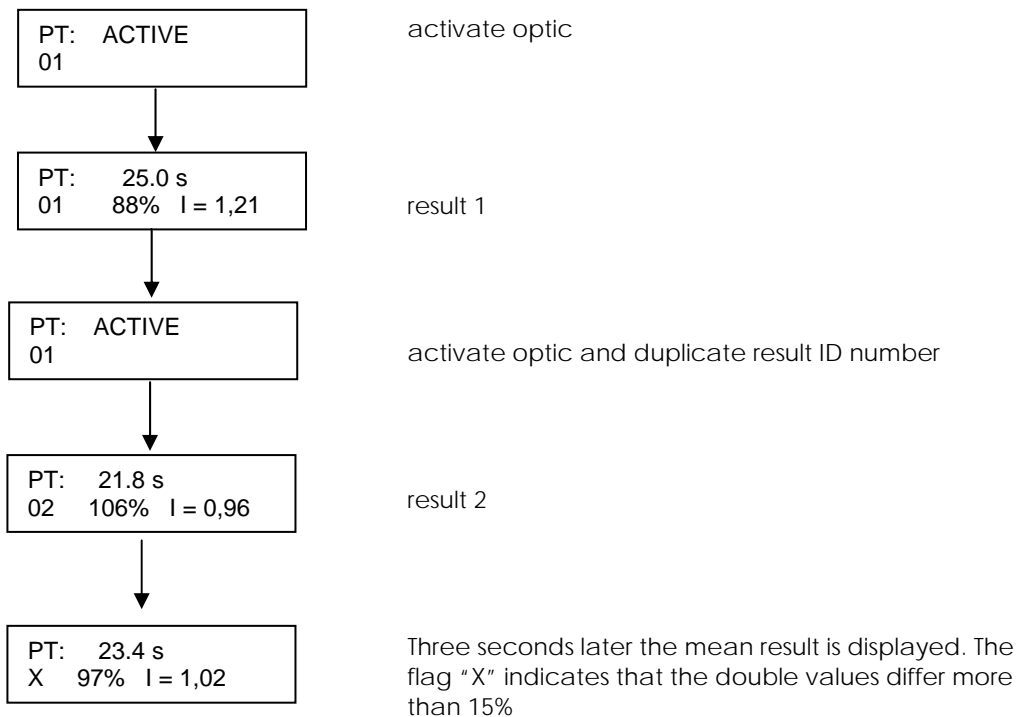 PT: ACTIVE
01
activate optic
PT: 25.0 s
01 88% I = 1,21
result 1
PT: ACTIVE
01
activate optic and duplicate result ID number
PT: 21.8 s
02 106% I = 0,96
result 2
PT: 23.4 s
X 97% I = 1,02
Three seconds later the mean result is displayed. The
flag “X” indicates that the double values differ more
than 15%